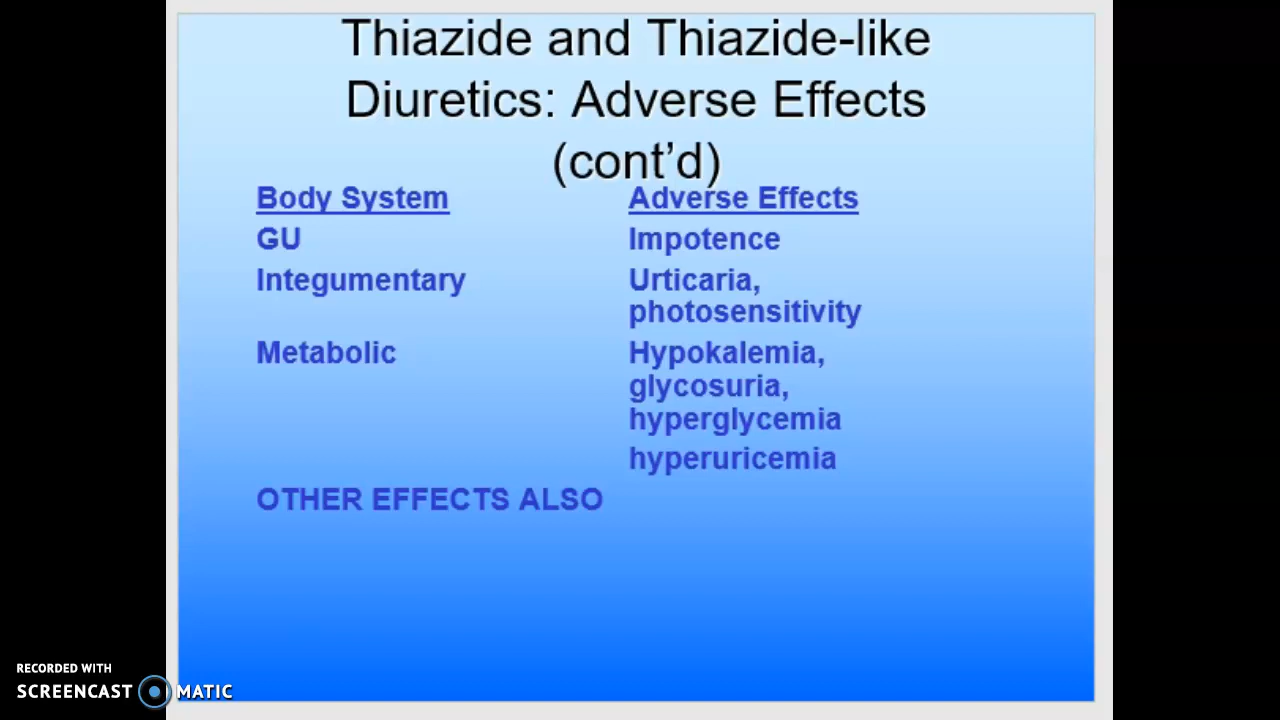 Thiazide and Thiazide-like
Diuretics: Adverse Effects
(cont’d)
Body System Adverse Effects
GU Impotence
Integumentary Urticaria,
photosensitivity
Metabolic Hypokalemia,
glycosuria,
hyperglycemia
hyperuricemia
OTHER EFFECTS ALSO
RECORDED WITH
SCREENCAST MATIC